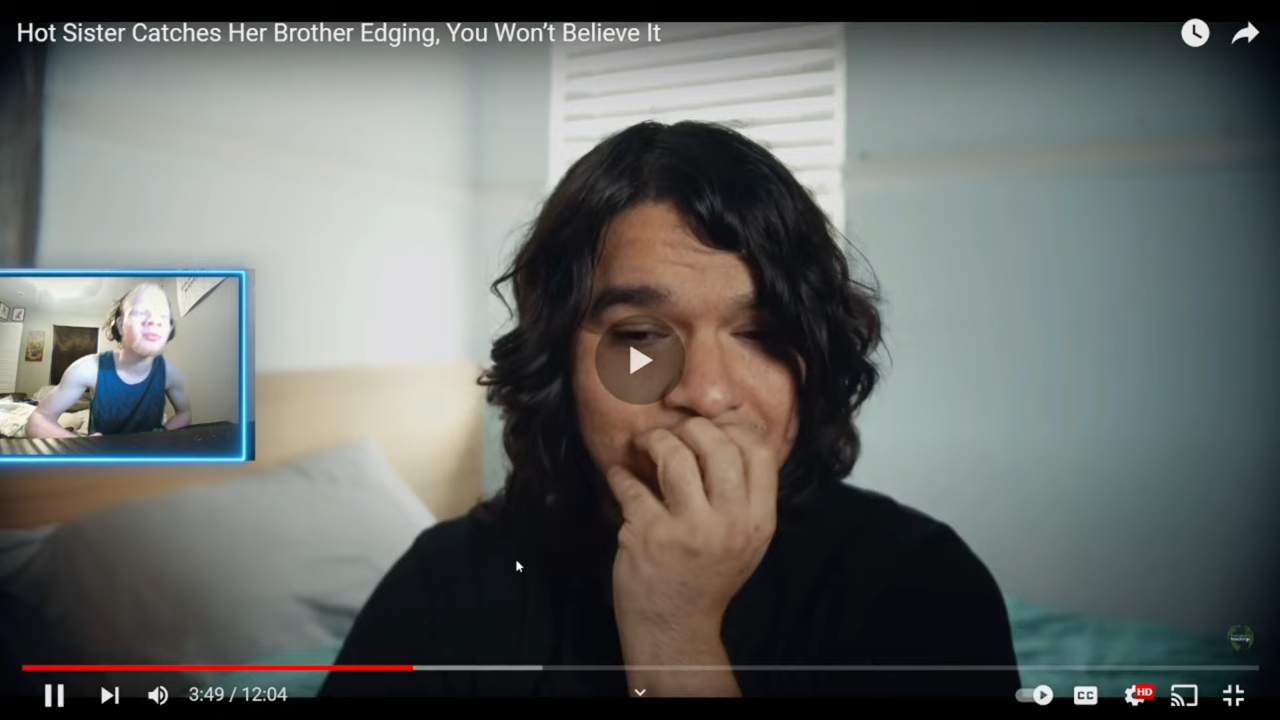 Hot Sister Catches Her Brother Edging, You Won’t Believe It
3:49 / 12:04
CC
HD